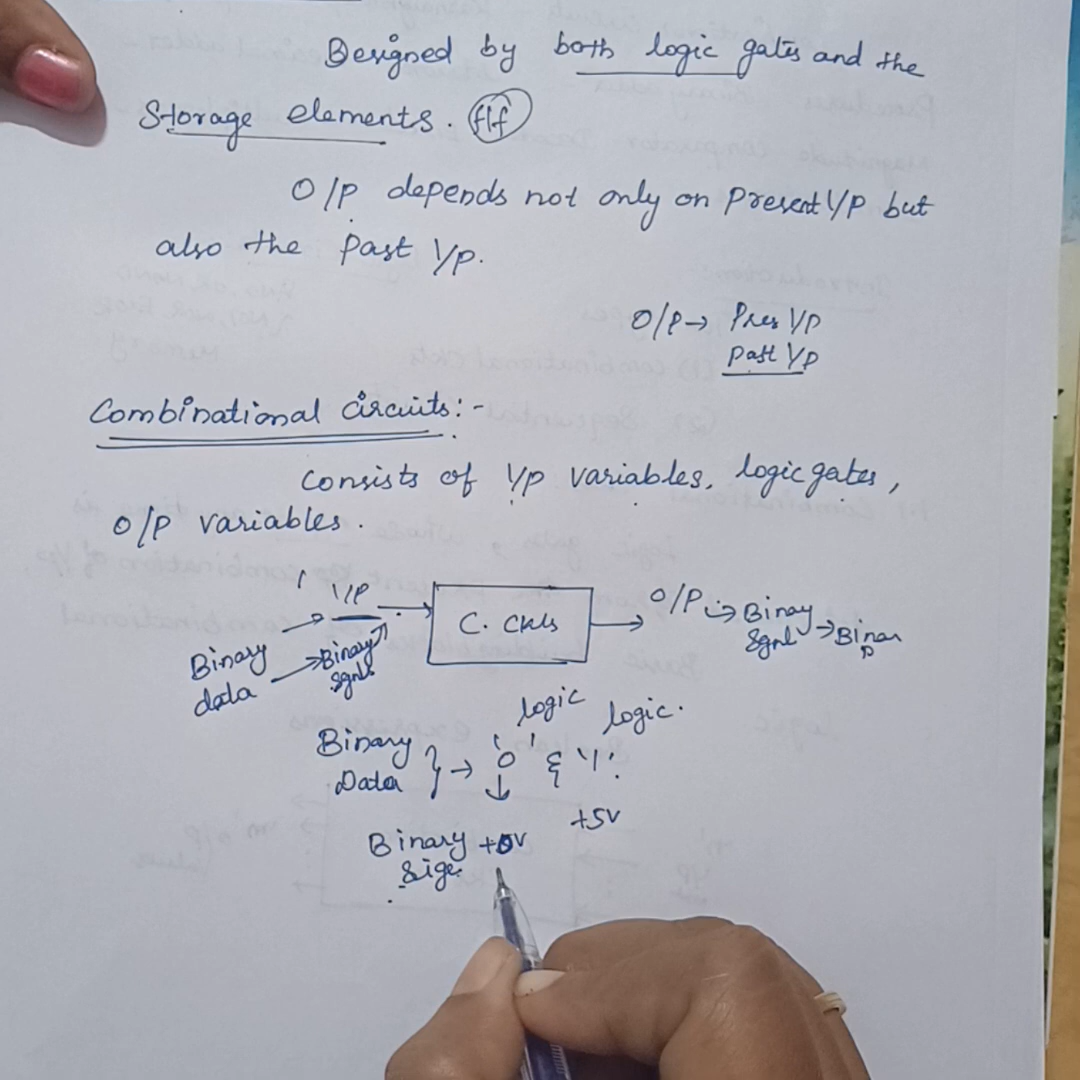 Designed by both logic gates and the
Storage elements. f/f
O/P depends not only on Present I/P but
also the Past I/P.
O/P → Pres I/P
Past I/P
Combinational Circuits:-
Consists of I/P variables, logic gates,
O/P variables.
Binary data → Binary Sgnl I/P → C. Ckts → O/P → Binary Sgnl → Binary D
logic logic.
Binary
Data } → '0' & '1'.
+5V
Binary +0V
Sige